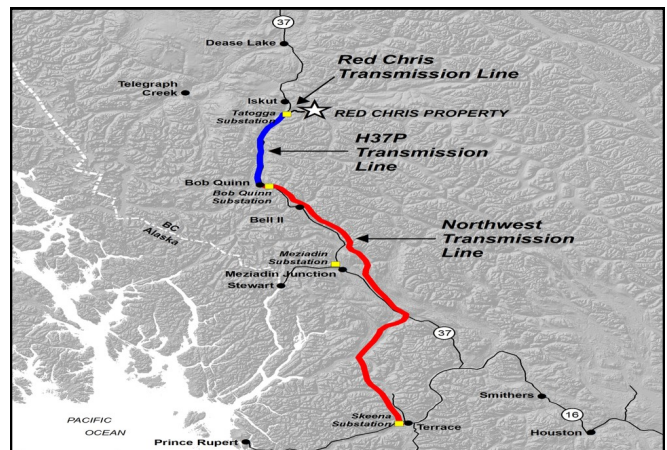 37
Dease Lake
Red Chris
Transmission Line
Telegraph
Creek
Iskut
Tatogga
Substation
RED CHRIS PROPERTY
H37P
Transmission
Line
Bob Quinn
Bob Quinn
Substation
Bell II
BC
Alaska
Northwest
Transmission
Line
Meziadin
Substation
Meziadin Junction
Stewart
37
Smithers
16
Skeena
Substation
Terrace
Houston
PACIFIC
OCEAN
Prince Rupert